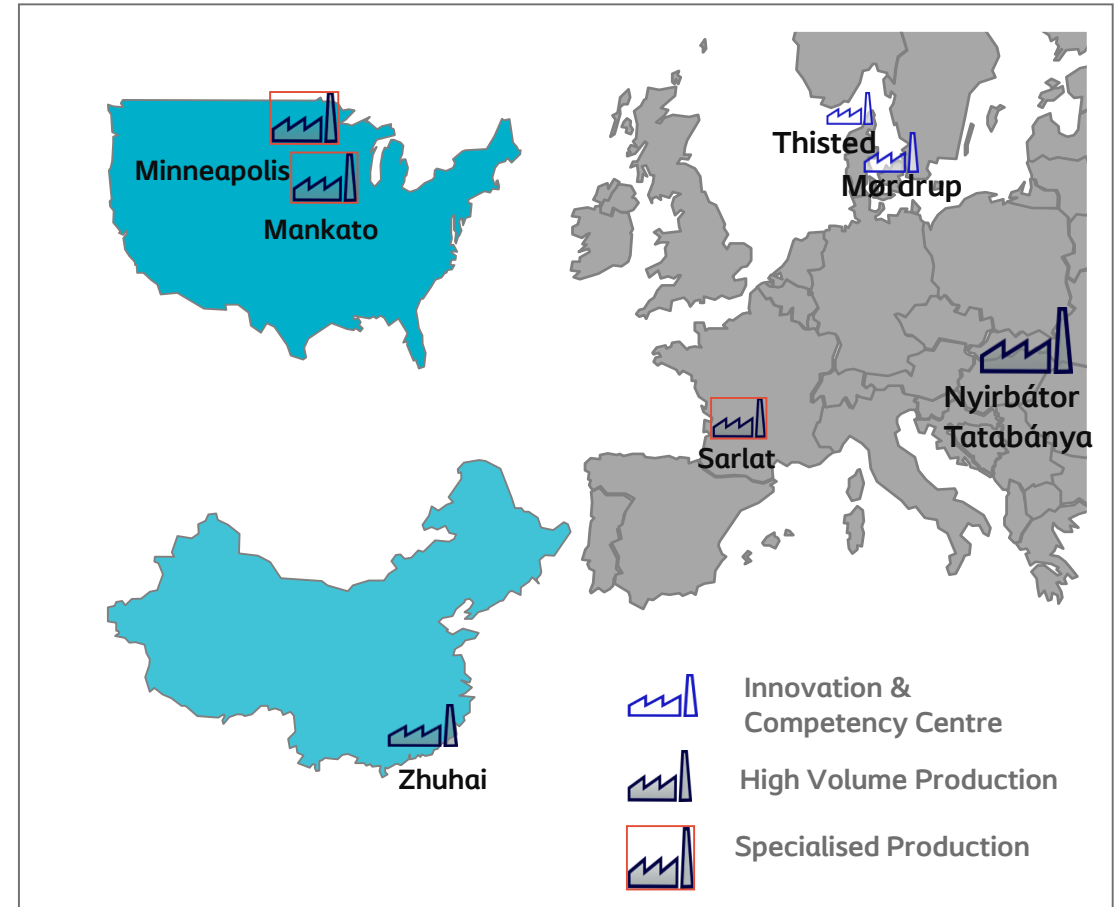 Minneapolis
Mankato
Thisted
Mørdrup
Nyirbátor
Tatabánya
Sarlat
Zhuhai
Innovation &
Competency Centre
High Volume Production
Specialised Production